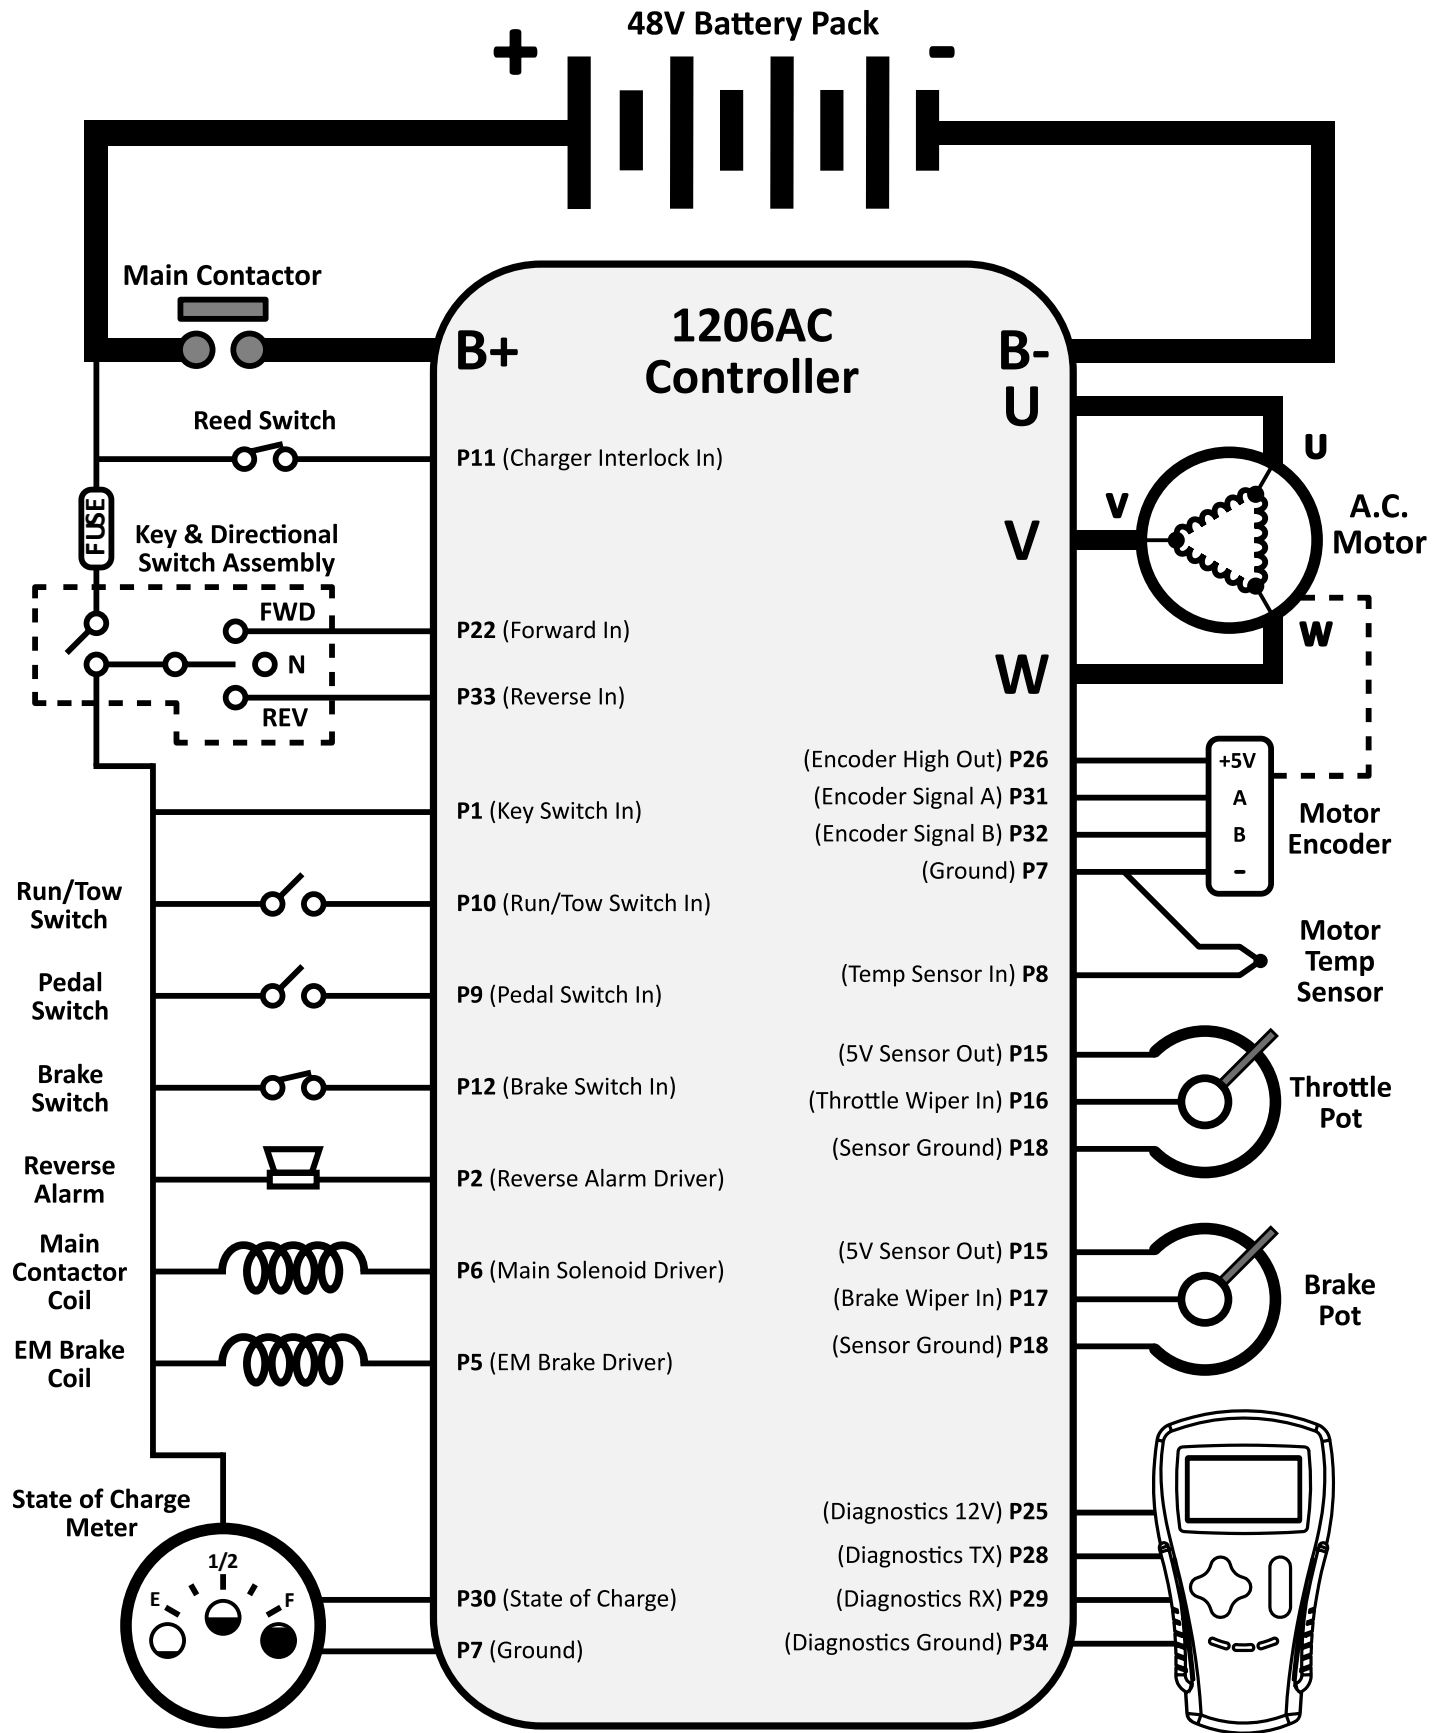 48V Battery Pack
+ -
Main Contactor
1206AC
Controller
B+
B-
U
V
W
Reed Switch
P11 (Charger Interlock In)
FUSE
Key & Directional
Switch Assembly
FWD
N
REV
P22 (Forward In)
P33 (Reverse In)
P1 (Key Switch In)
Run/Tow
Switch
P10 (Run/Tow Switch In)
Pedal
Switch
P9 (Pedal Switch In)
Brake
Switch
P12 (Brake Switch In)
Reverse
Alarm
P2 (Reverse Alarm Driver)
Main
Contactor
Coil
P6 (Main Solenoid Driver)
EM Brake
Coil
P5 (EM Brake Driver)
State of Charge
Meter
E
1/2
F
P30 (State of Charge)
P7 (Ground)
U
V
W
A.C.
Motor
(Encoder High Out) P26
(Encoder Signal A) P31
(Encoder Signal B) P32
(Ground) P7
+5V
A
B
-
Motor
Encoder
(Temp Sensor In) P8
Motor
Temp
Sensor
(5V Sensor Out) P15
(Throttle Wiper In) P16
(Sensor Ground) P18
Throttle
Pot
(5V Sensor Out) P15
(Brake Wiper In) P17
(Sensor Ground) P18
Brake
Pot
(Diagnostics 12V) P25
(Diagnostics TX) P28
(Diagnostics RX) P29
(Diagnostics Ground) P34